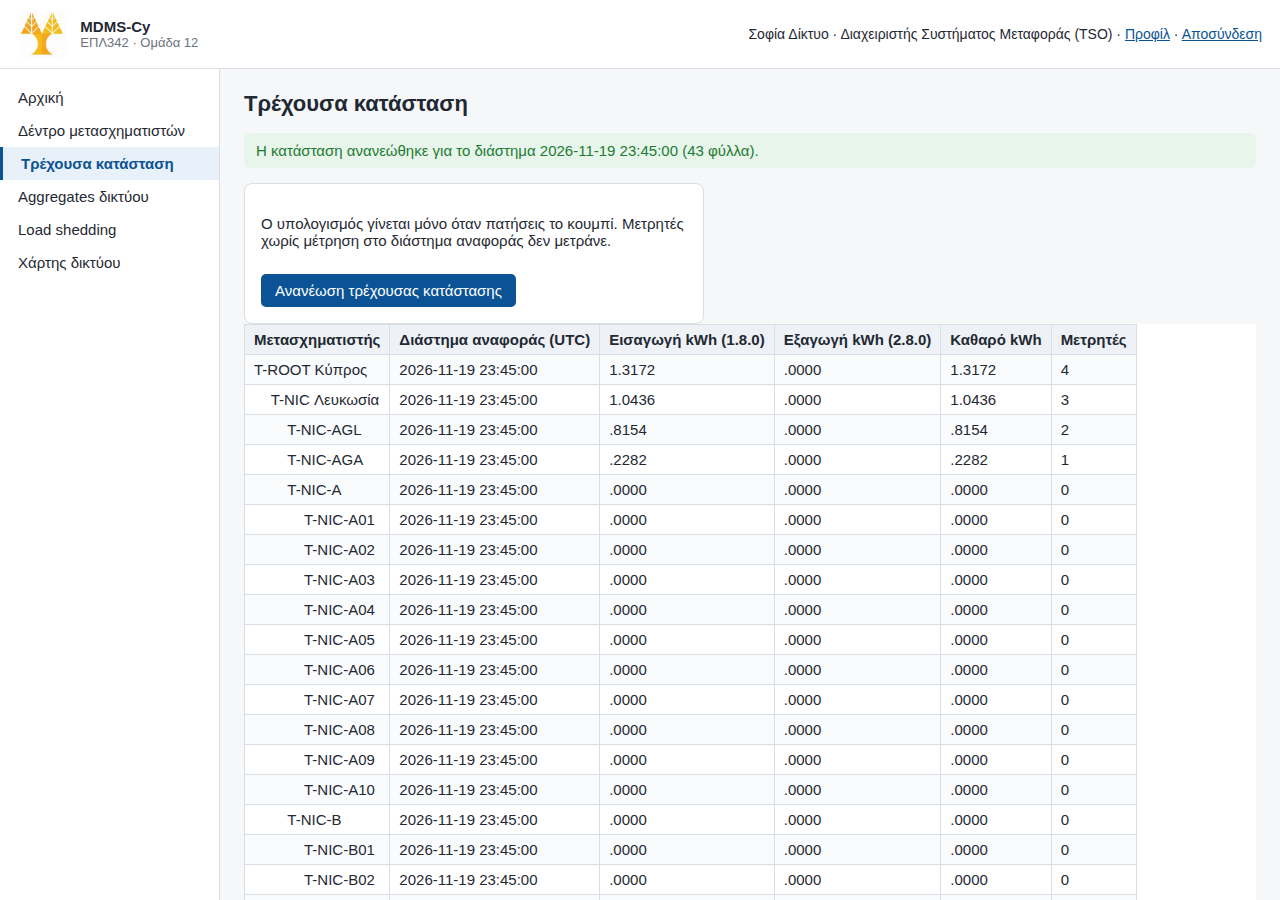 MDMS-Cy
ΕΠΛ342 · Ομάδα 12
Σοφία Δίκτυο · Διαχειριστής Συστήματος Μεταφοράς (TSO) · Προφίλ · Αποσύνδεση
Αρχική
Δέντρο μετασχηματιστών
Τρέχουσα κατάσταση
Aggregates δικτύου
Load shedding
Χάρτης δικτύου
Τρέχουσα κατάσταση
Η κατάσταση ανανεώθηκε για το διάστημα 2026-11-19 23:45:00 (43 φύλλα).
Ο υπολογισμός γίνεται μόνο όταν πατήσεις το κουμπί. Μετρητές
χωρίς μέτρηση στο διάστημα αναφοράς δεν μετράνε.
Ανανέωση τρέχουσας κατάστασης
Μετασχηματιστής Διάστημα αναφοράς (UTC) Εισαγωγή kWh (1.8.0) Εξαγωγή kWh (2.8.0) Καθαρό kWh Μετρητές
T-ROOT Κύπρος 2026-11-19 23:45:00 1.3172 .0000 1.3172 4
T-NIC Λευκωσία 2026-11-19 23:45:00 1.0436 .0000 1.0436 3
T-NIC-AGL 2026-11-19 23:45:00 .8154 .0000 .8154 2
T-NIC-AGA 2026-11-19 23:45:00 .2282 .0000 .2282 1
T-NIC-A 2026-11-19 23:45:00 .0000 .0000 .0000 0
T-NIC-A01 2026-11-19 23:45:00 .0000 .0000 .0000 0
T-NIC-A02 2026-11-19 23:45:00 .0000 .0000 .0000 0
T-NIC-A03 2026-11-19 23:45:00 .0000 .0000 .0000 0
T-NIC-A04 2026-11-19 23:45:00 .0000 .0000 .0000 0
T-NIC-A05 2026-11-19 23:45:00 .0000 .0000 .0000 0
T-NIC-A06 2026-11-19 23:45:00 .0000 .0000 .0000 0
T-NIC-A07 2026-11-19 23:45:00 .0000 .0000 .0000 0
T-NIC-A08 2026-11-19 23:45:00 .0000 .0000 .0000 0
T-NIC-A09 2026-11-19 23:45:00 .0000 .0000 .0000 0
T-NIC-A10 2026-11-19 23:45:00 .0000 .0000 .0000 0
T-NIC-B 2026-11-19 23:45:00 .0000 .0000 .0000 0
T-NIC-B01 2026-11-19 23:45:00 .0000 .0000 .0000 0
T-NIC-B02 2026-11-19 23:45:00 .0000 .0000 .0000 0